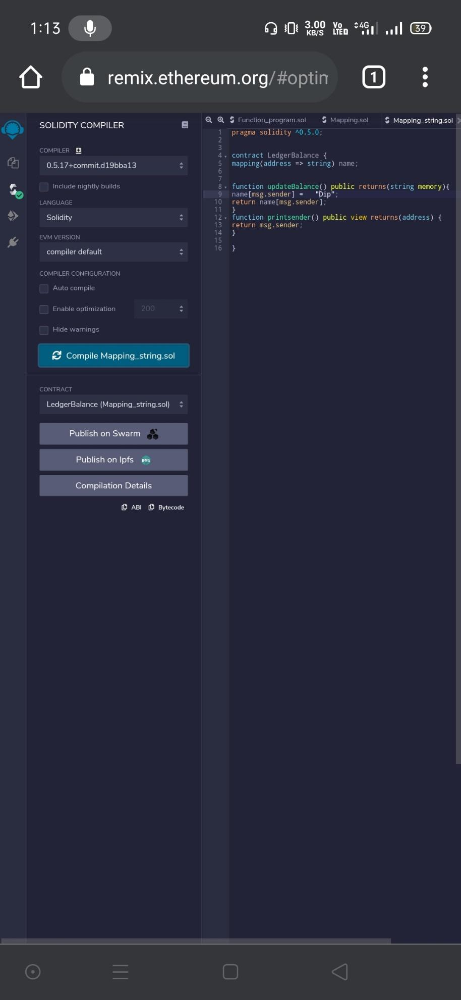 1:13
3.00
KB/S
Vo
LTE
4G
39
remix.ethereum.org/#optim
1
SOLIDITY COMPILER
COMPILER
0.5.17+commit.d19bba13
Include nightly builds
LANGUAGE
Solidity
EVM VERSION
compiler default
COMPILER CONFIGURATION
Auto compile
Enable optimization
200
Hide warnings
Compile Mapping_string.sol
CONTRACT
LedgerBalance (Mapping_string.sol)
Publish on Swarm
Publish on Ipfs
IPFS
Compilation Details
ABI
Bytecode
Function_program.sol
Mapping.sol
Mapping_string.sol
1 pragma solidity ^0.5.0;
2
3
4 contract LedgerBalance {
5 mapping(address => string) name;
6
7
8 function updateBalance() public returns(string memory){
9 name[msg.sender] =   "Dip";
10 return name[msg.sender];
11 }
12 function printsender() public view returns(address) {
13 return msg.sender;
14 }
15
16 }